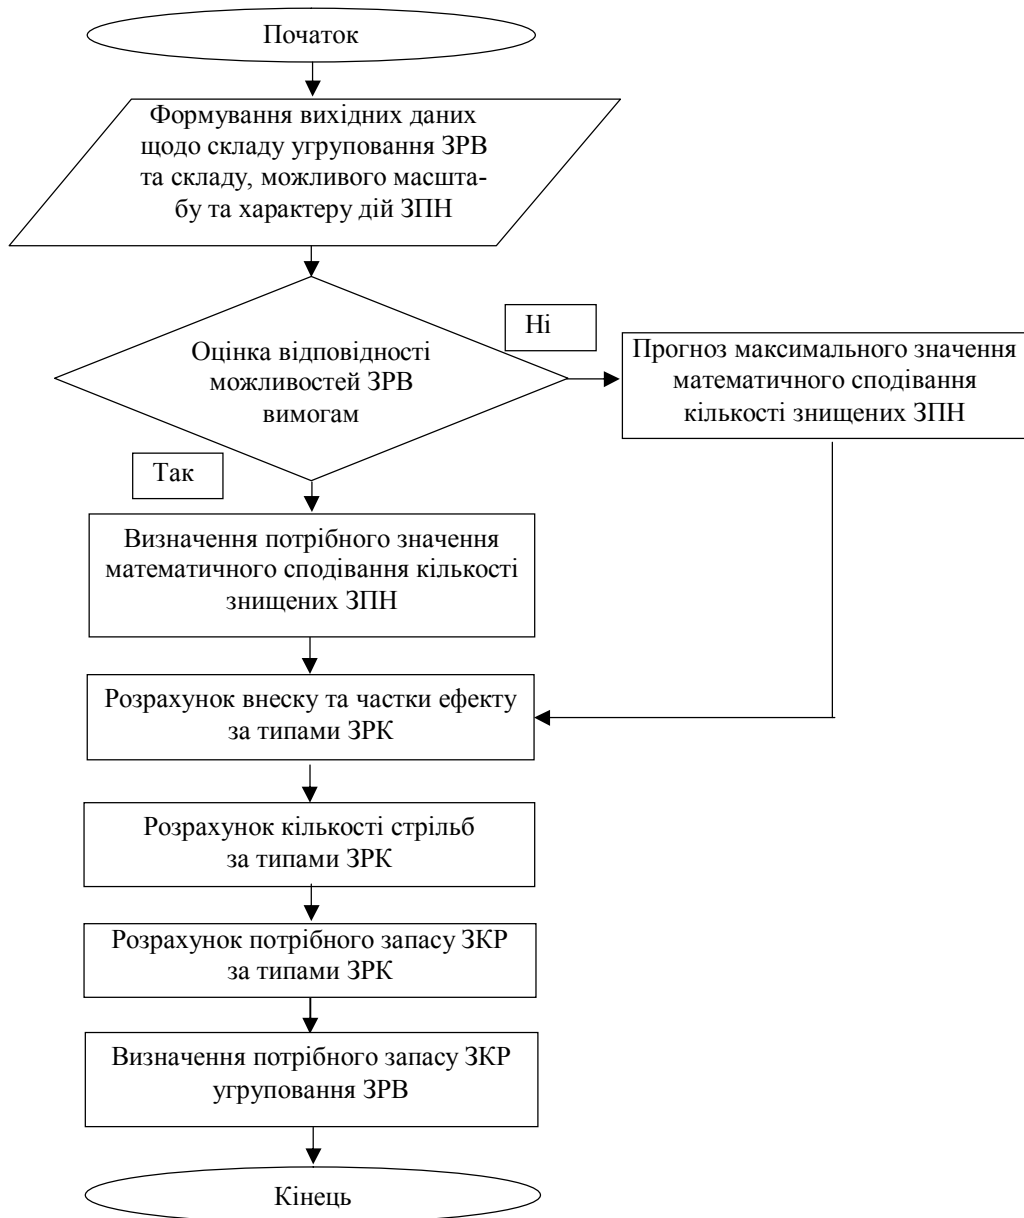 Початок
Формування вихідних даних
щодо складу угруповання ЗРВ
та складу, можливого масшта-
бу та характеру дій ЗПН
Ні
Оцінка відповідності
можливостей ЗРВ
вимогам
Прогноз максимального значення
математичного сподівання
кількості знищених ЗПН
Так
Визначення потрібного значення
математичного сподівання кількості
знищених ЗПН
Розрахунок внеску та частки ефекту
за типами ЗРК
Розрахунок кількості стрільб
за типами ЗРК
Розрахунок потрібного запасу ЗКР
за типами ЗРК
Визначення потрібного запасу ЗКР
угруповання ЗРВ
Кінець